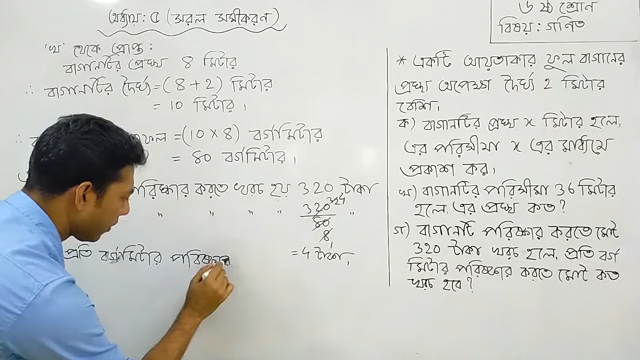 অধ্যায়: ৫ (সরল সমীকরণ)
৬ষ্ঠ শ্রেণি
বিষয়: গণিত
'খ' থেকে প্রাপ্ত:
বাগানটির প্রস্থ 8 মিটার
∴ বাগানটির দৈর্ঘ্য = (8 + 2) মিটার
= 10 মিটার।
ফল = (10 × 8) বর্গমিটার
= 80 বর্গমিটার।
পরিষ্কার করতে খরচ হয় 320 টাকা
" " " " 320 "
80
= 4 টাকা,
প্রতি বর্গমিটার পরিষ্কার
* একটি আয়তাকার ফুল বাগানের
প্রস্থ অপেক্ষা দৈর্ঘ্য 2 মিটার
বেশি।
ক) বাগানটির প্রস্থ x মিটার হলে,
এর পরিসীমা x এর মাধ্যমে
প্রকাশ কর।
খ) বাগানটির পরিসীমা 36 মিটার
হলে, এর প্রস্থ কত?
গ) বাগানটি পরিষ্কার করতে মোট
320 টাকা খরচ হলে, প্রতি বর্গ
মিটার পরিষ্কার করতে মোট কত
খরচ হবে?